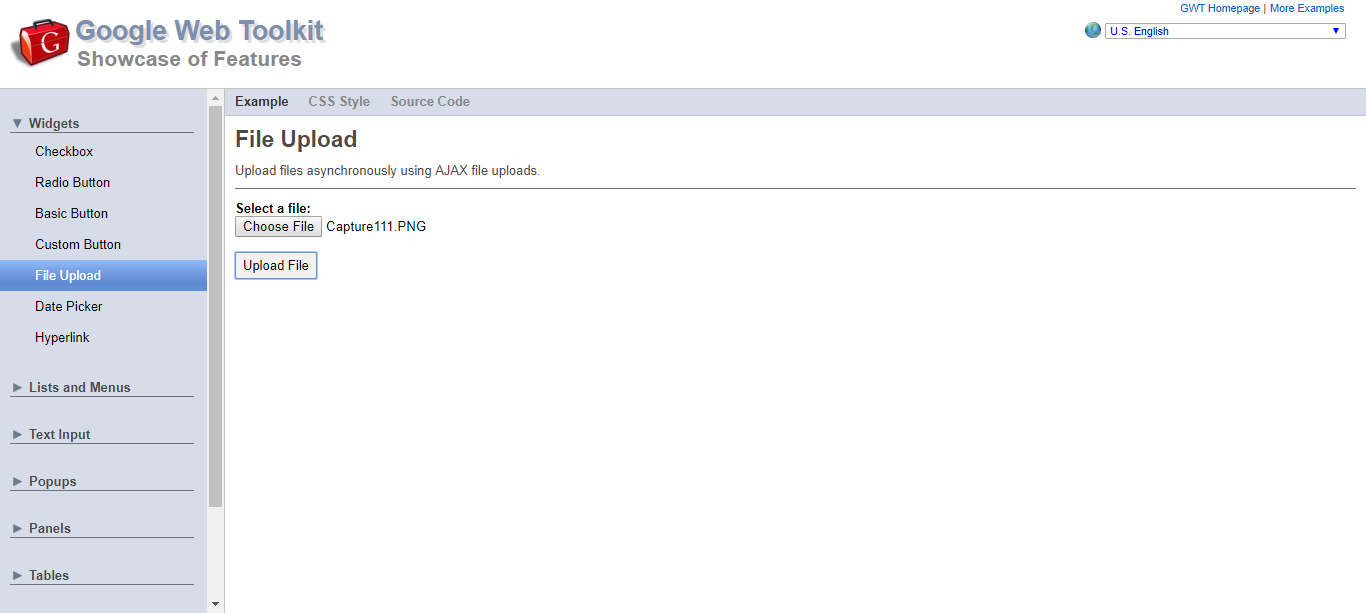 GWT Homepage | More Examples
G
Google Web Toolkit
Showcase of Features
U.S. English
Widgets
Checkbox
Radio Button
Basic Button
Custom Button
File Upload
Date Picker
Hyperlink
Lists and Menus
Text Input
Popups
Panels
Tables
Example CSS Style Source Code
File Upload
Upload files asynchronously using AJAX file uploads.
Select a file:
Choose File Capture111.PNG
Upload File